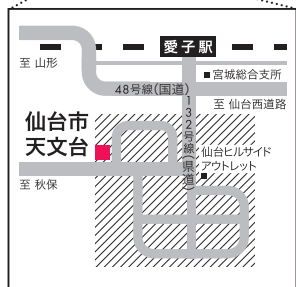 愛子駅
至 山形
■宮城総合支所
48号線(国道)
至 仙台西道路
132号線(県道)
仙台市
天文台
仙台ヒルサイド
アウトレット
至 秋保